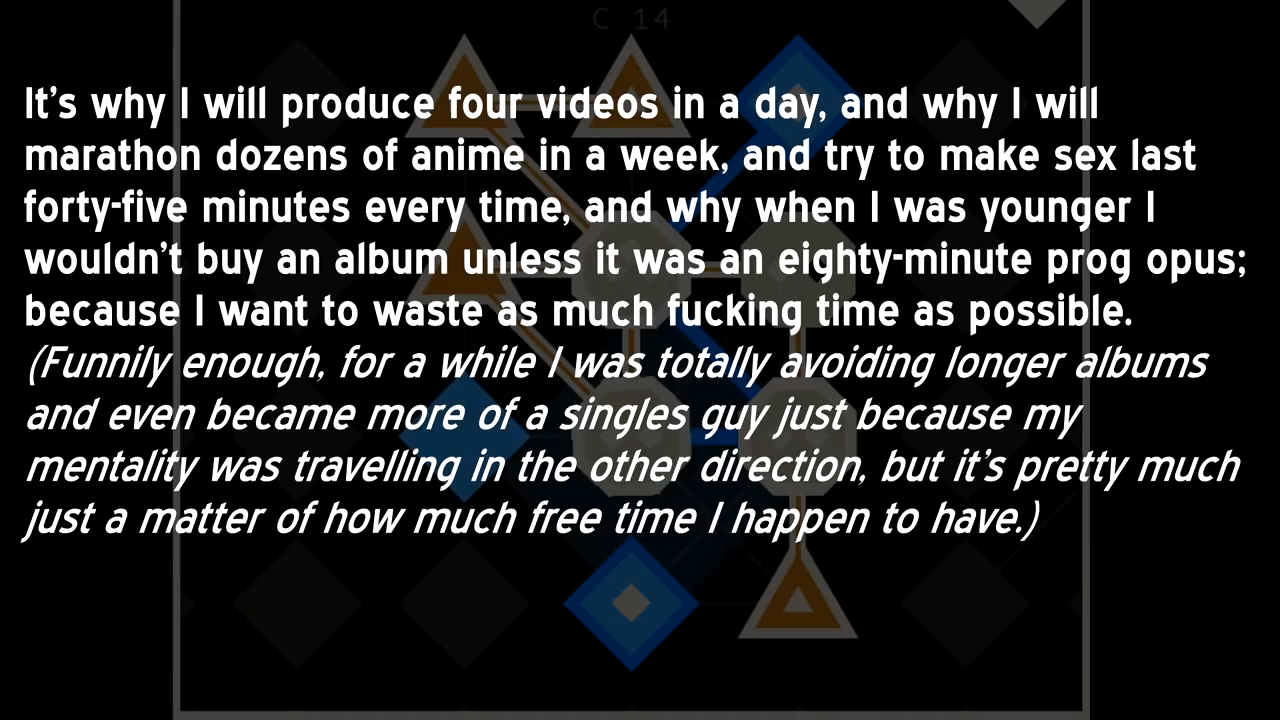 C 14
It's why I will produce four videos in a day, and why I will
marathon dozens of anime in a week, and try to make sex last
forty-five minutes every time, and why when I was younger I
wouldn't buy an album unless it was an eighty-minute prog opus;
because I want to waste as much fucking time as possible.
(Funnily enough, for a while I was totally avoiding longer albums
and even became more of a singles guy just because my
mentality was travelling in the other direction, but it's pretty much
just a matter of how much free time I happen to have.)